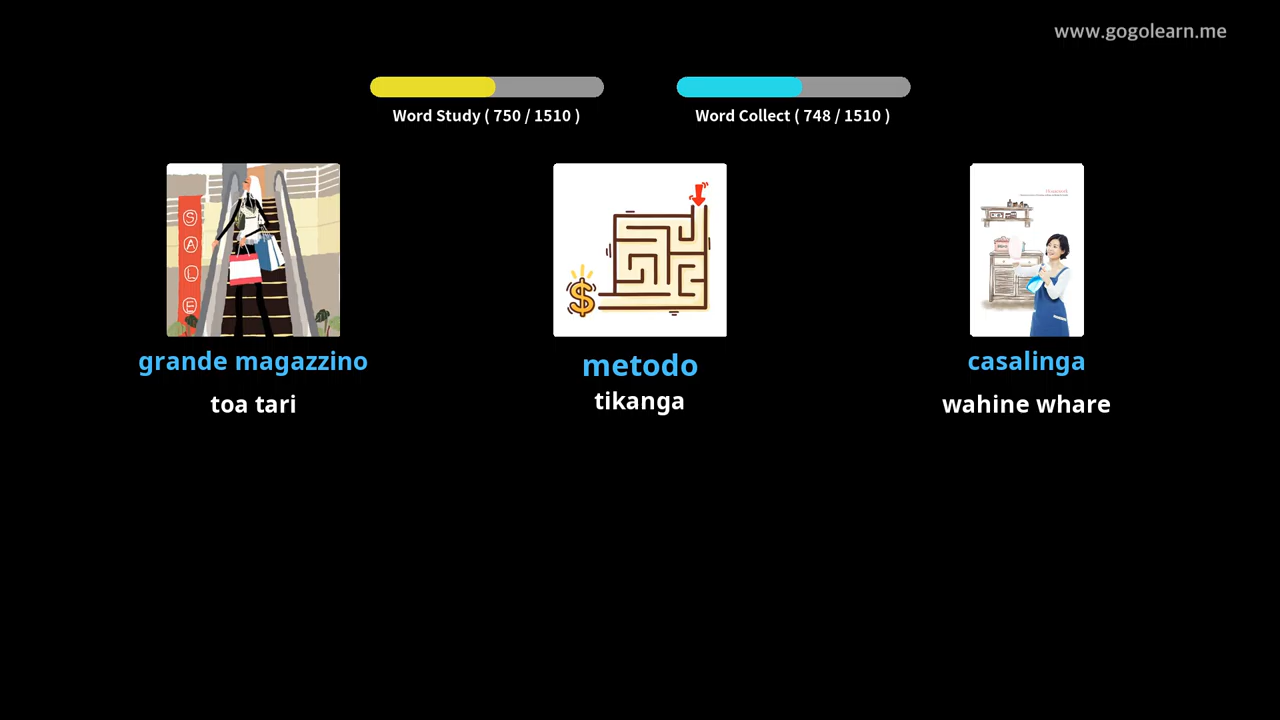 www.gogolearn.me
Word Study ( 750 / 1510 )
Word Collect ( 748 / 1510 )
S
A
L
E
grande magazzino
metodo
casalinga
toa tari
tikanga
wahine whare